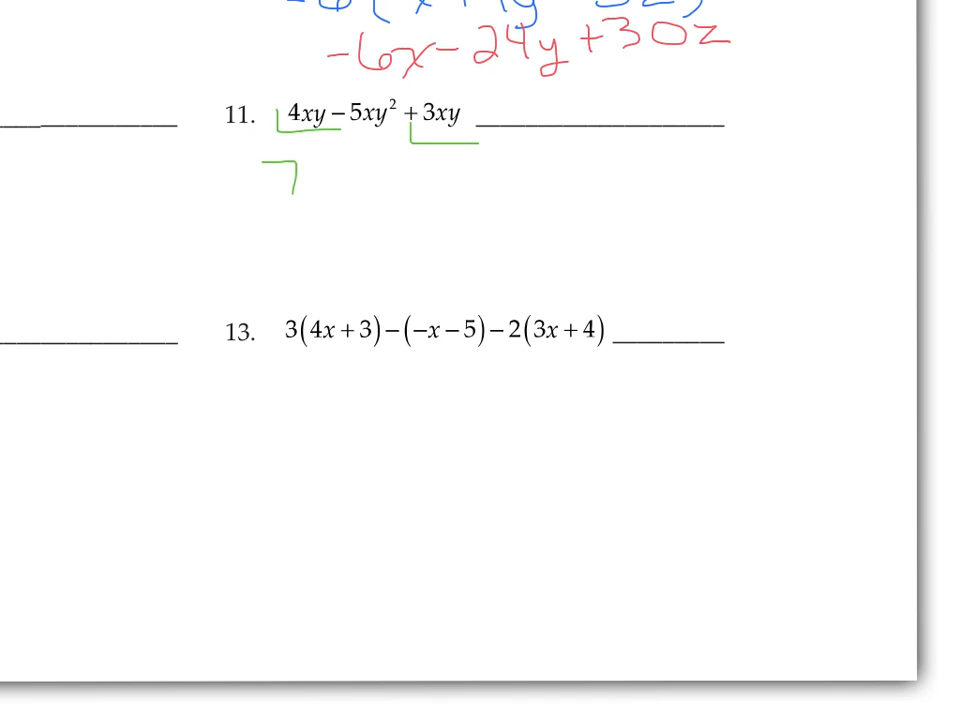 -6x-24y+30z
11. 4xy – 5xy² + 3xy
7
13. 3(4x + 3) – (–x – 5) – 2(3x + 4)